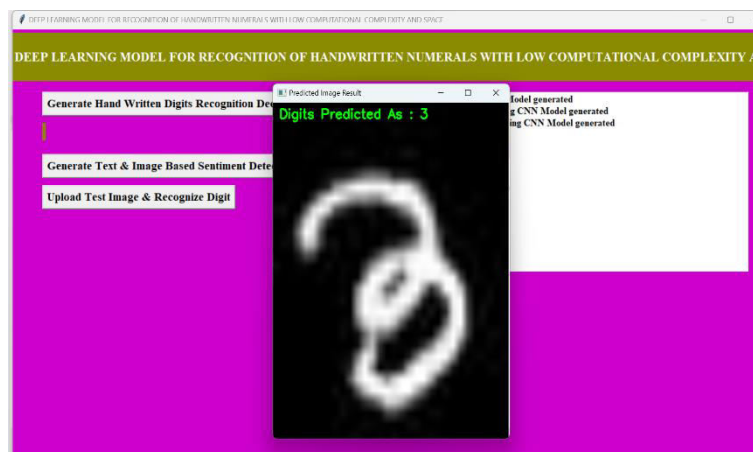 DEEP LEARNING MODEL FOR RECOGNITION OF HANDWRITTEN NUMERALS WITH LOW COMPUTATIONAL COMPLEXITY AND SPACE
DEEP LEARNING MODEL FOR RECOGNITION OF HANDWRITTEN NUMERALS WITH LOW COMPUTATIONAL COMPLEXITY A
Generate Hand Written Digits Recognition Dee
Generate Text & Image Based Sentiment Dete
Upload Test Image & Recognize Digit
Predicted Image Result
Digits Predicted As : 3
Model generated
g CNN Model generated
ing CNN Model generated